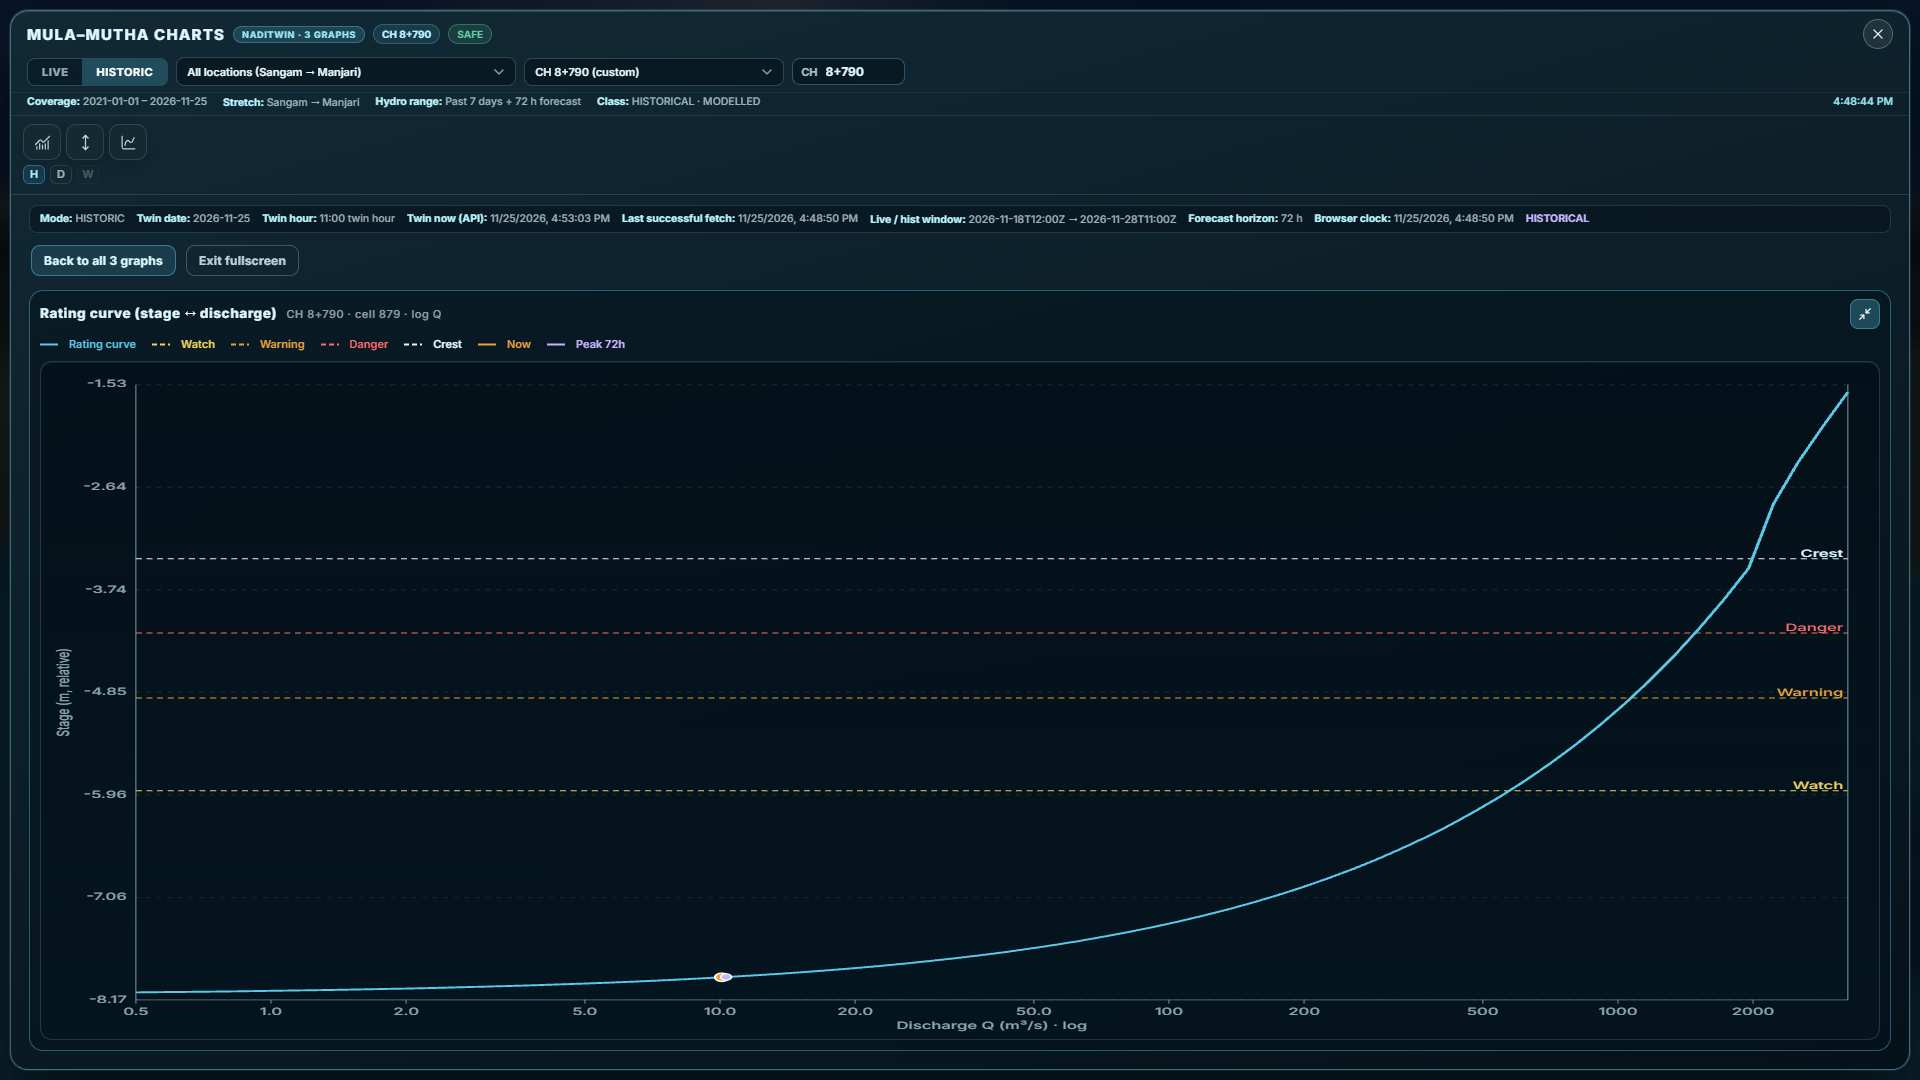 MULA–MUTHA CHARTS NADITWIN · 3 GRAPHS CH 8+790 SAFE
LIVE HISTORIC All locations (Sangam → Manjari) CH 8+790 (custom) CH 8+790
Coverage: 2021-01-01 – 2026-11-25 Stretch: Sangam → Manjari Hydro range: Past 7 days + 72 h forecast Class: HISTORICAL · MODELLED 4:48:44 PM
H D W
Mode: HISTORIC Twin date: 2026-11-25 Twin hour: 11:00 twin hour Twin now (API): 11/25/2026, 4:53:03 PM Last successful fetch: 11/25/2026, 4:48:50 PM Live / hist window: 2026-11-18T12:00Z → 2026-11-28T11:00Z Forecast horizon: 72 h Browser clock: 11/25/2026, 4:48:50 PM HISTORICAL
Back to all 3 graphs Exit fullscreen
Rating curve (stage ↔ discharge) CH 8+790 · cell 879 · log Q
Rating curve Watch Warning Danger Crest Now Peak 72h
-1.53
-2.64
Crest
-3.74
Danger
-4.85
Warning
Stage (m, relative)
-5.96
Watch
-7.06
-8.17
0.5 1.0 2.0 5.0 10.0 20.0 50.0 100 200 500 1000 2000
Discharge Q (m³/s) · log